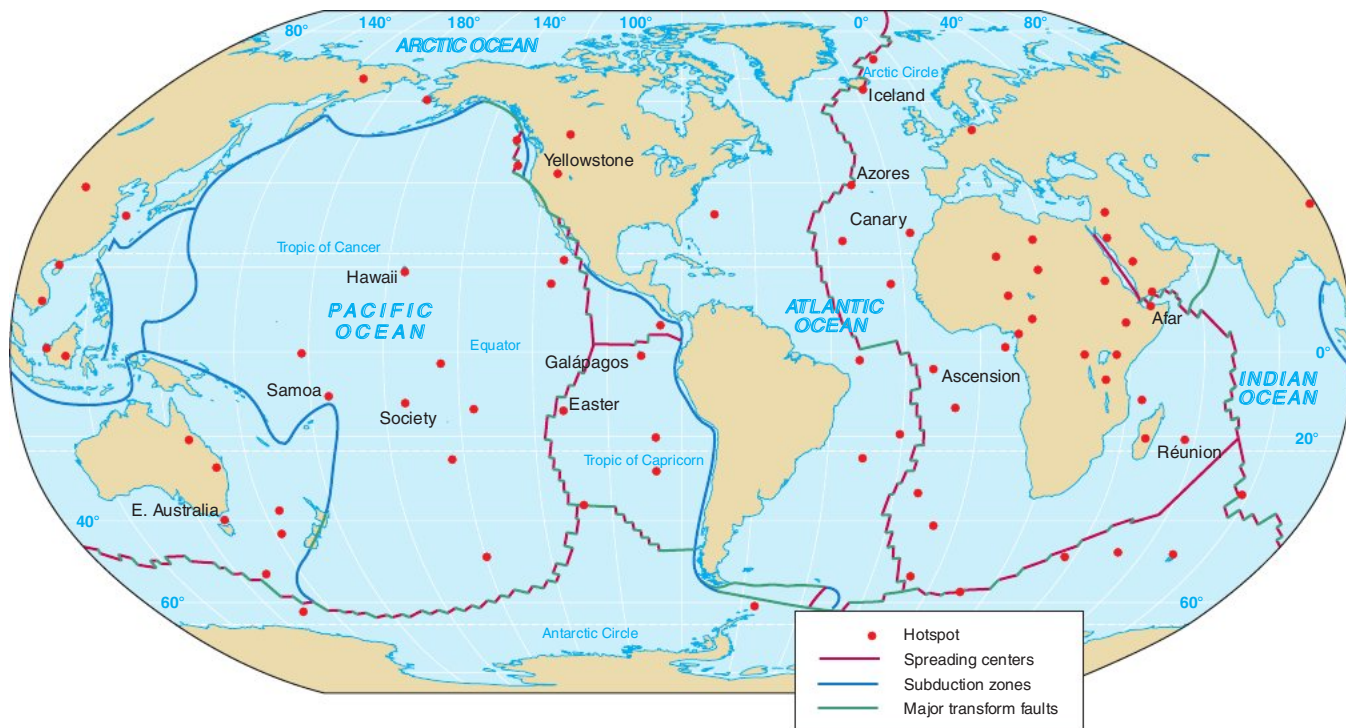 140° 180° 140° 100° 0° 40° 80°
80°
ARCTIC OCEAN
Arctic Circle
Iceland
Yellowstone
Azores
Canary
Tropic of Cancer
Hawaii
PACIFIC
OCEAN
ATLANTIC
OCEAN
Afar
Equator
Galápagos
0°
Samoa
Society
Easter
Ascension
INDIAN
OCEAN
20°
Tropic of Capricorn
Réunion
E. Australia
40°
40°
60°
60°
Antarctic Circle
Hotspot
Spreading centers
Subduction zones
Major transform faults